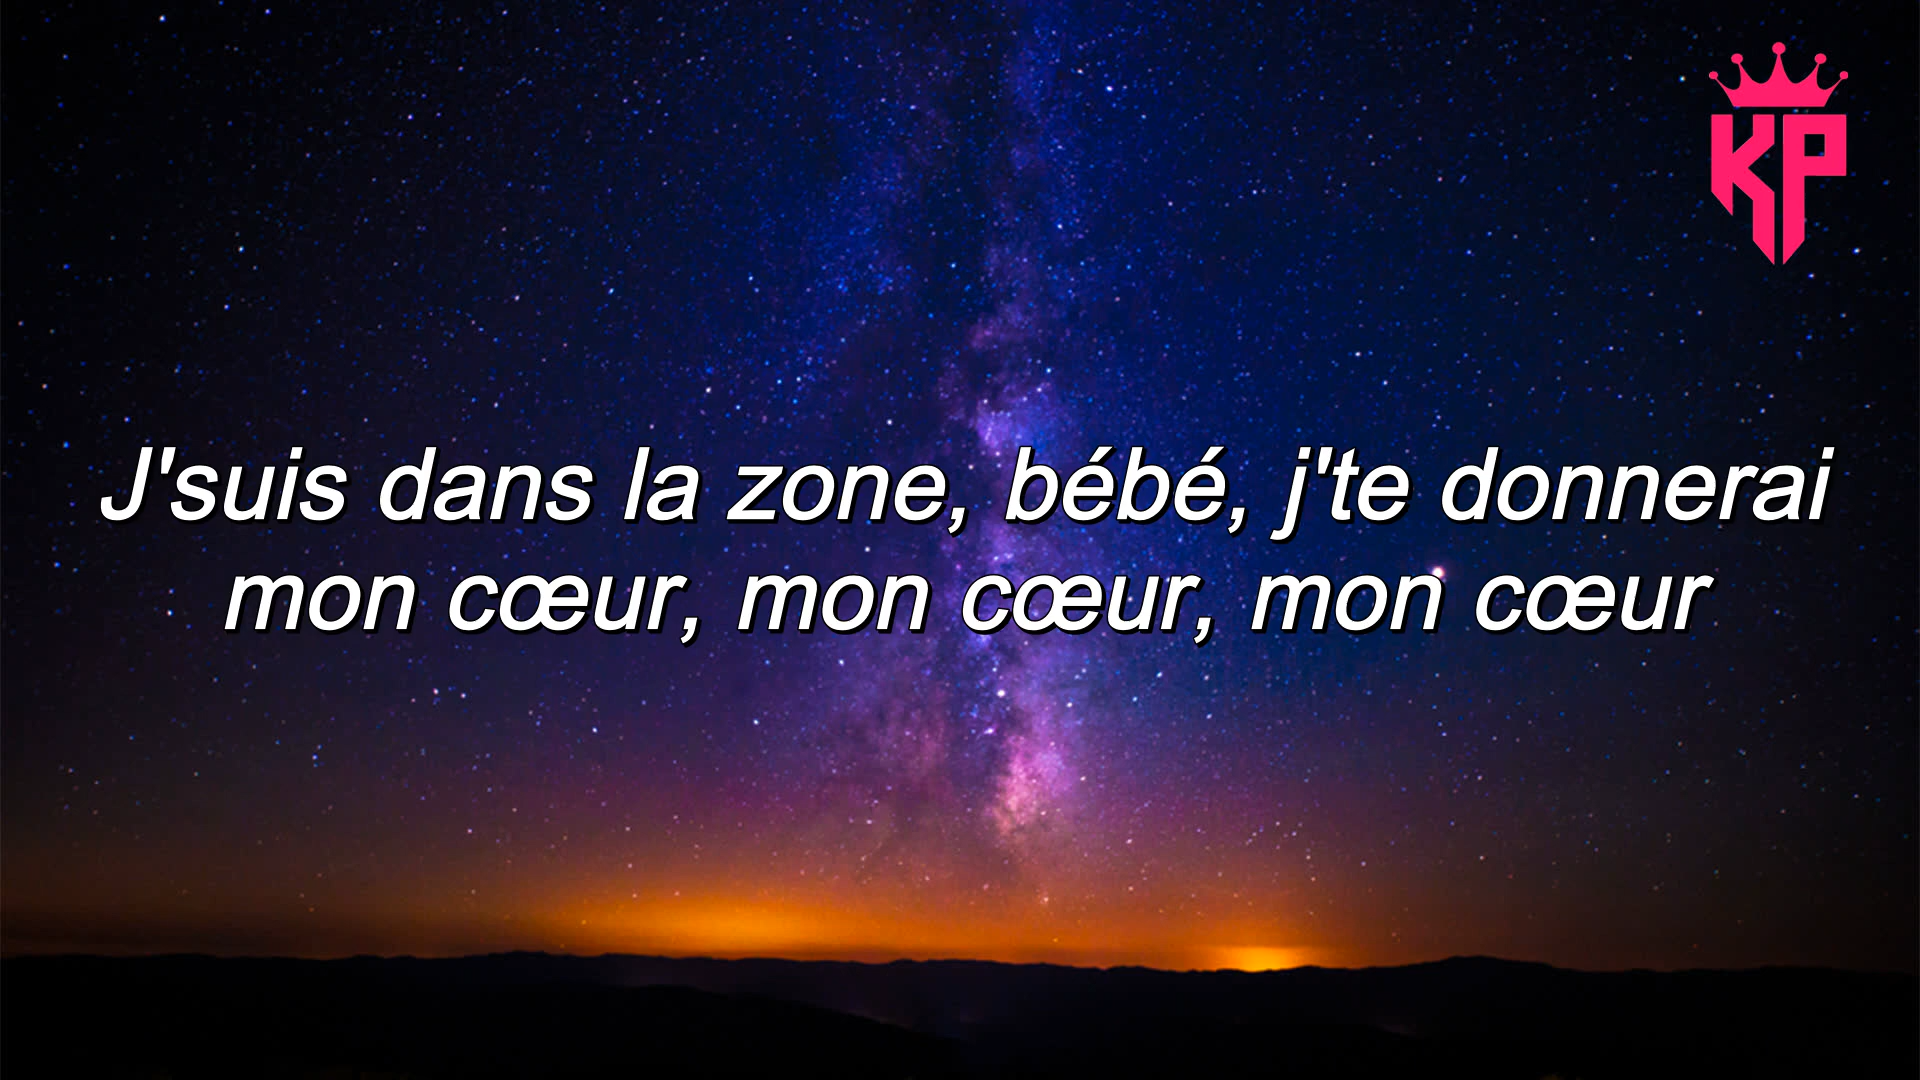 KP
J'suis dans la zone, bébé, j'te donnerai
mon cœur, mon cœur, mon cœur